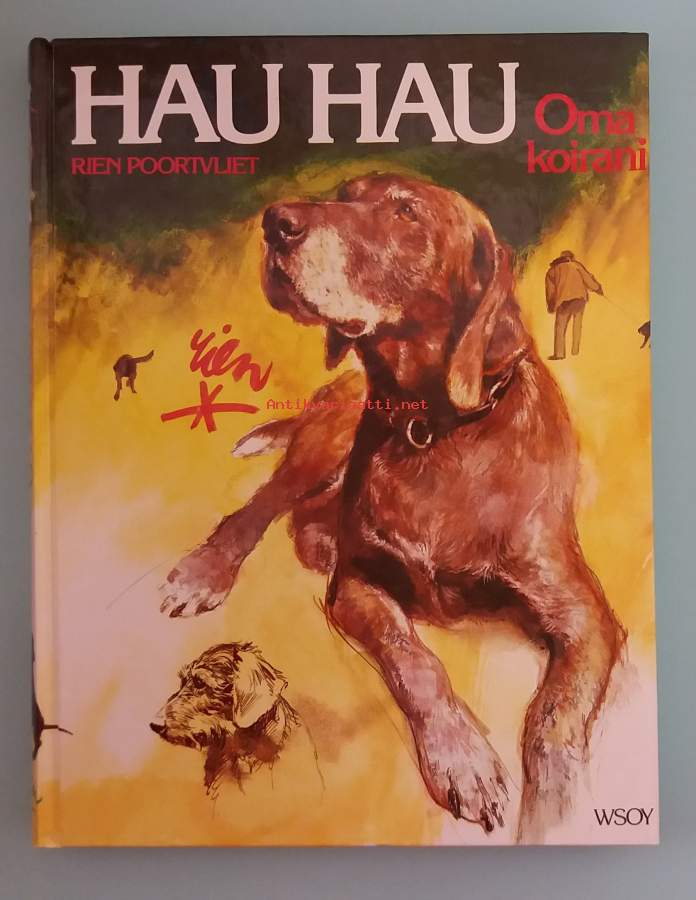 HAU HAU
RIEN POORTVLIET
Oma
koirani
rien
Antikvariaatti.net
WSOY